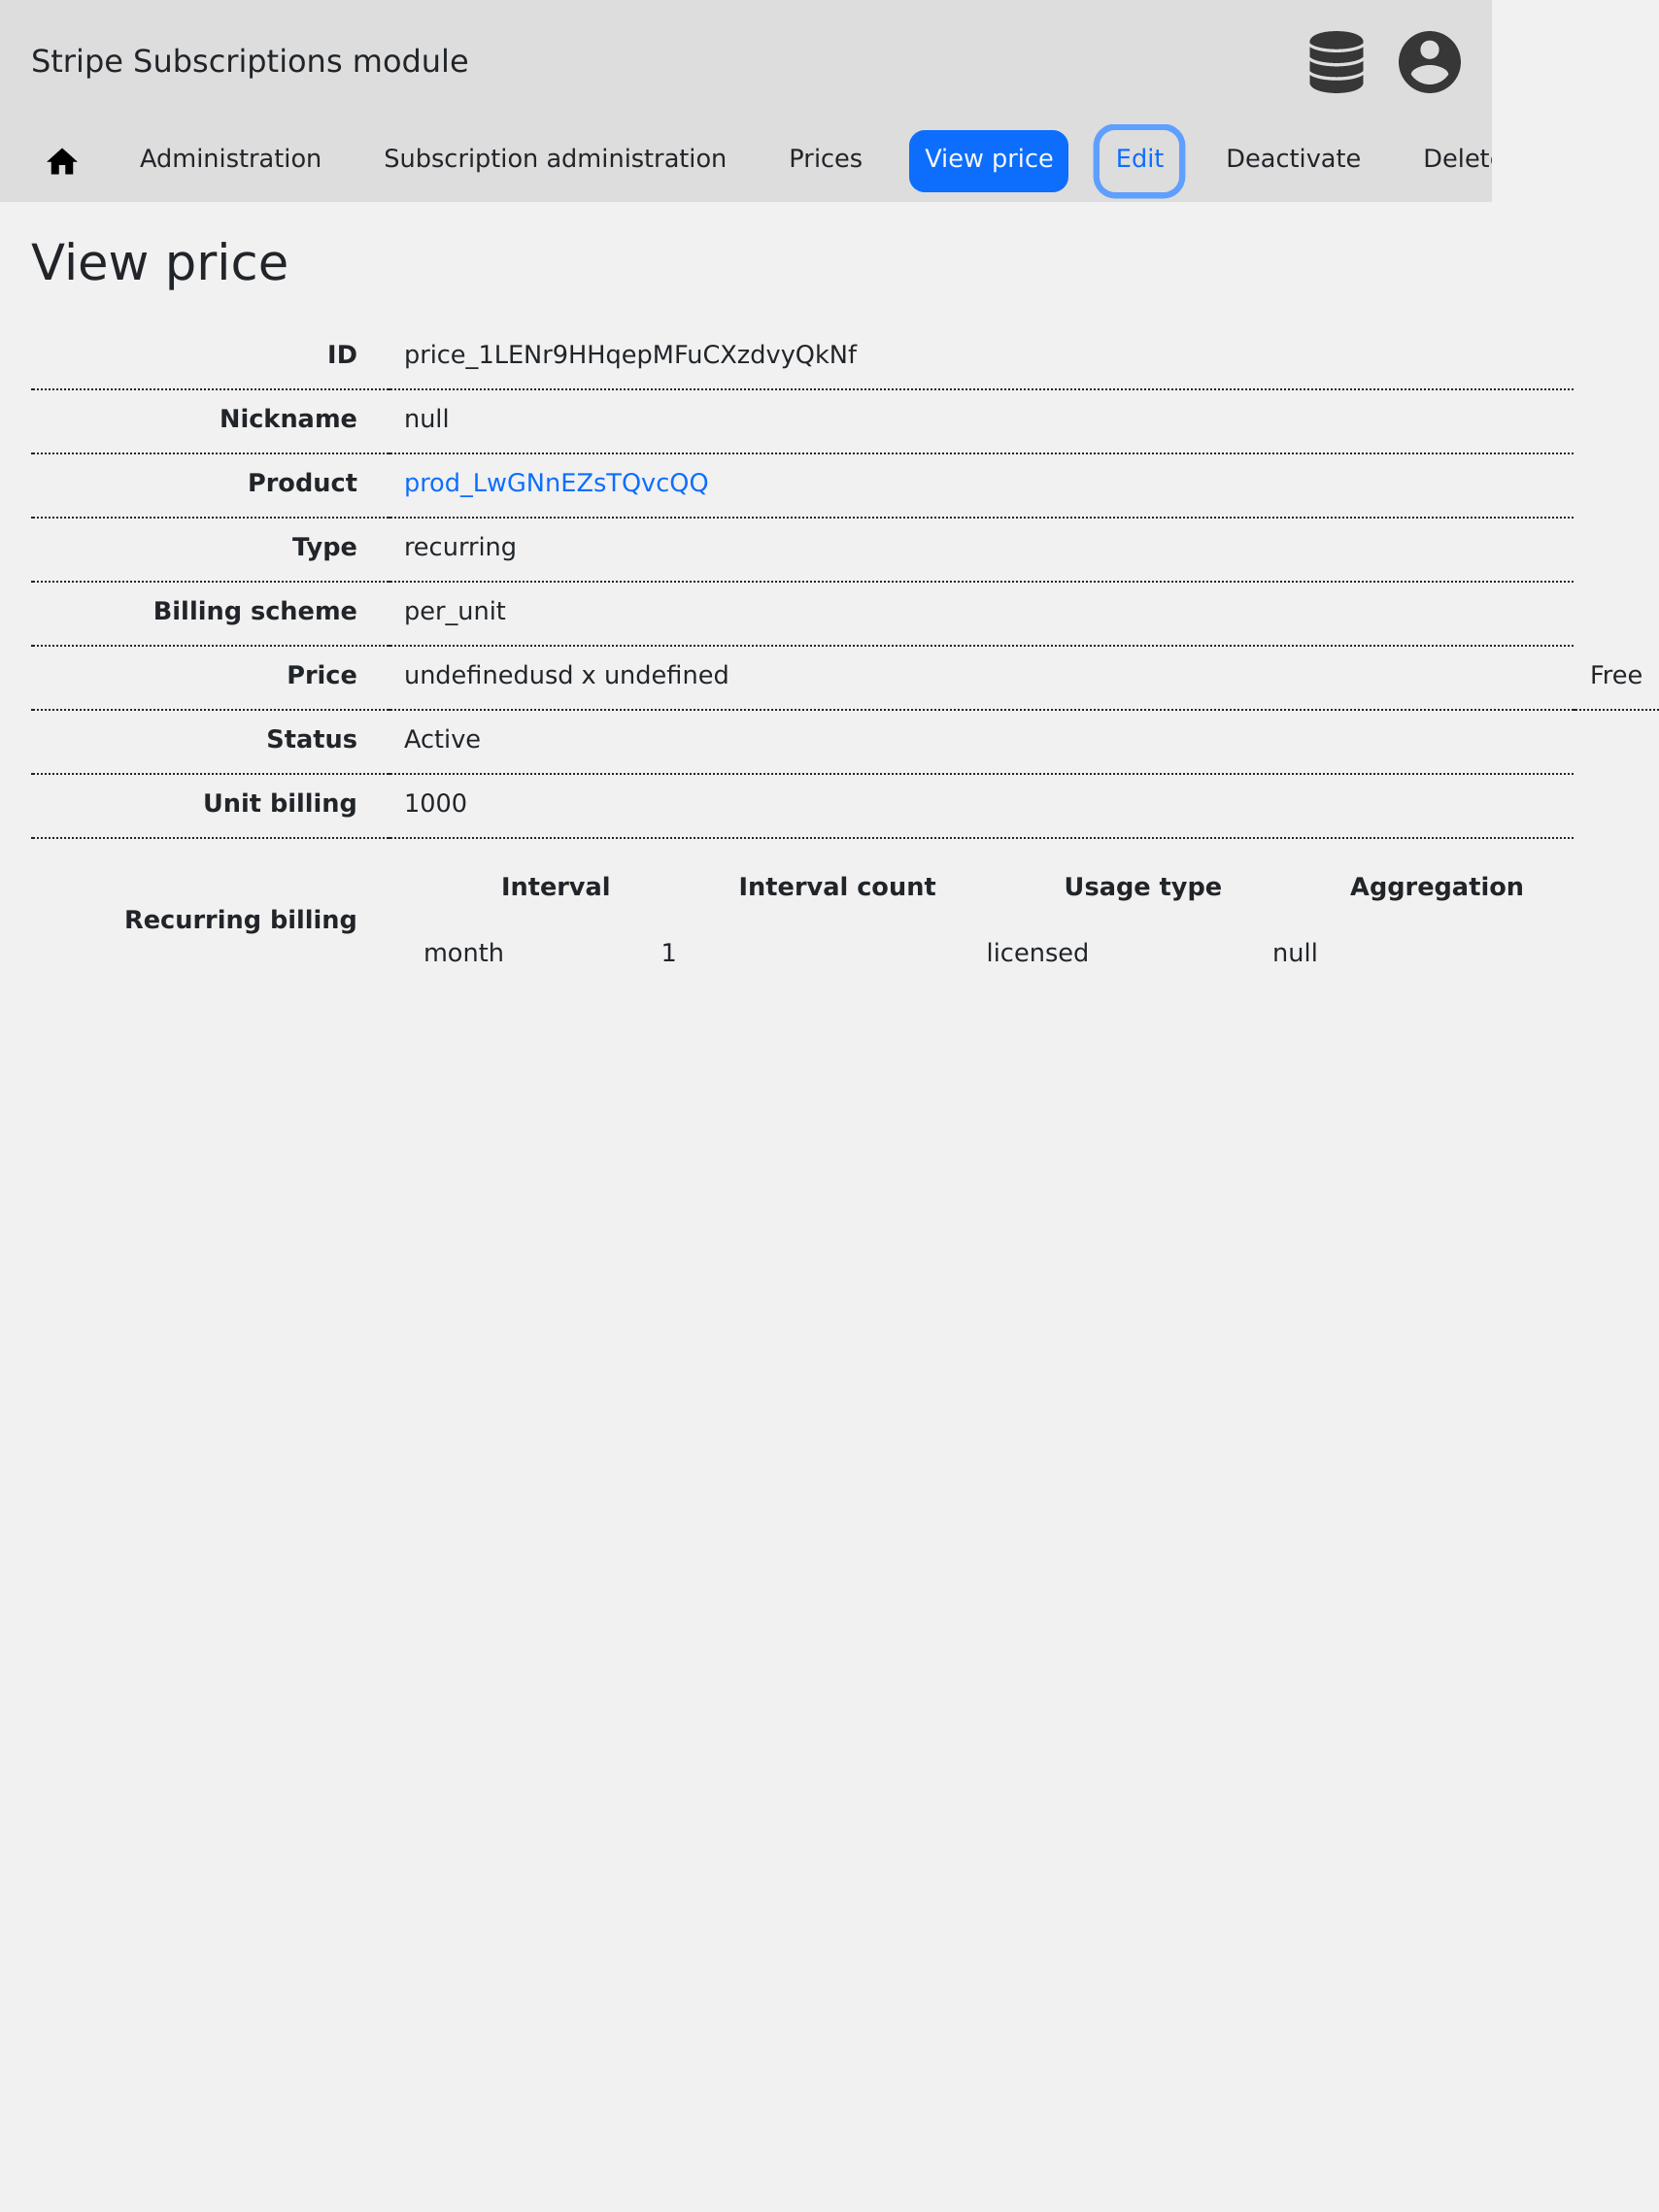 Stripe Subscriptions module
Administration Subscription administration Prices View price Edit Deactivate Delete
View price
ID price_1LENr9HHqepMFuCXzdvyQkNf
Nickname null
Product prod_LwGNnEZsTQvcQQ
Type recurring
Billing scheme per_unit
Price undefinedusd x undefined Free
Status Active
Unit billing 1000
Interval Interval count Usage type Aggregation
Recurring billing
month 1 licensed null